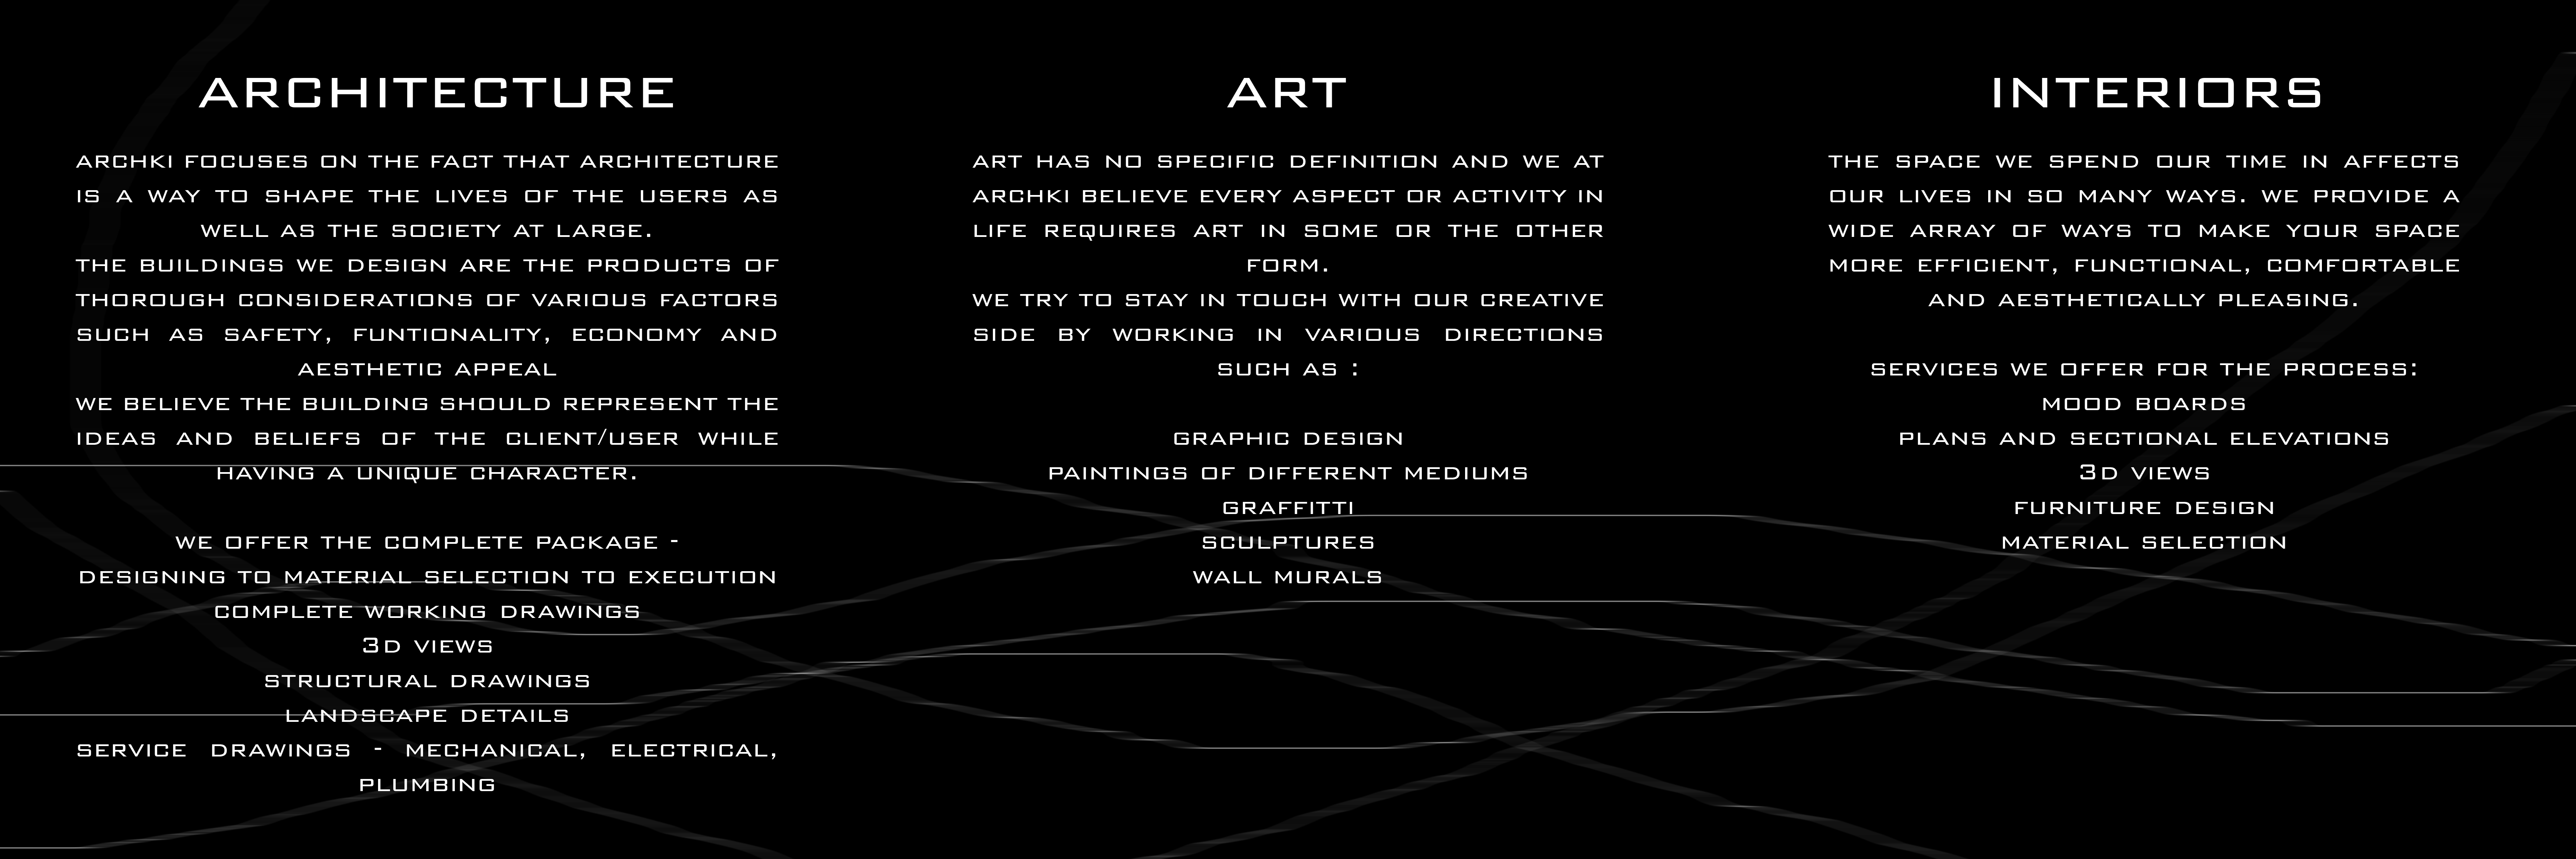 ARCHITECTURE
ARCHKI FOCUSES ON THE FACT THAT ARCHITECTURE
IS A WAY TO SHAPE THE LIVES OF THE USERS AS
WELL AS THE SOCIETY AT LARGE.
THE BUILDINGS WE DESIGN ARE THE PRODUCTS OF
THOROUGH CONSIDERATIONS OF VARIOUS FACTORS
SUCH AS SAFETY, FUNTIONALITY, ECONOMY AND
AESTHETIC APPEAL
WE BELIEVE THE BUILDING SHOULD REPRESENT THE
IDEAS AND BELIEFS OF THE CLIENT/USER WHILE
HAVING A UNIQUE CHARACTER.
WE OFFER THE COMPLETE PACKAGE -
DESIGNING TO MATERIAL SELECTION TO EXECUTION
COMPLETE WORKING DRAWINGS
3D VIEWS
STRUCTURAL DRAWINGS
LANDSCAPE DETAILS
SERVICE DRAWINGS - MECHANICAL, ELECTRICAL,
PLUMBING
ART
ART HAS NO SPECIFIC DEFINITION AND WE AT
ARCHKI BELIEVE EVERY ASPECT OR ACTIVITY IN
LIFE REQUIRES ART IN SOME OR THE OTHER
FORM.
WE TRY TO STAY IN TOUCH WITH OUR CREATIVE
SIDE BY WORKING IN VARIOUS DIRECTIONS
SUCH AS :
GRAPHIC DESIGN
PAINTINGS OF DIFFERENT MEDIUMS
GRAFFITTI
SCULPTURES
WALL MURALS
INTERIORS
THE SPACE WE SPEND OUR TIME IN AFFECTS
OUR LIVES IN SO MANY WAYS. WE PROVIDE A
WIDE ARRAY OF WAYS TO MAKE YOUR SPACE
MORE EFFICIENT, FUNCTIONAL, COMFORTABLE
AND AESTHETICALLY PLEASING.
SERVICES WE OFFER FOR THE PROCESS:
MOOD BOARDS
PLANS AND SECTIONAL ELEVATIONS
3D VIEWS
FURNITURE DESIGN
MATERIAL SELECTION